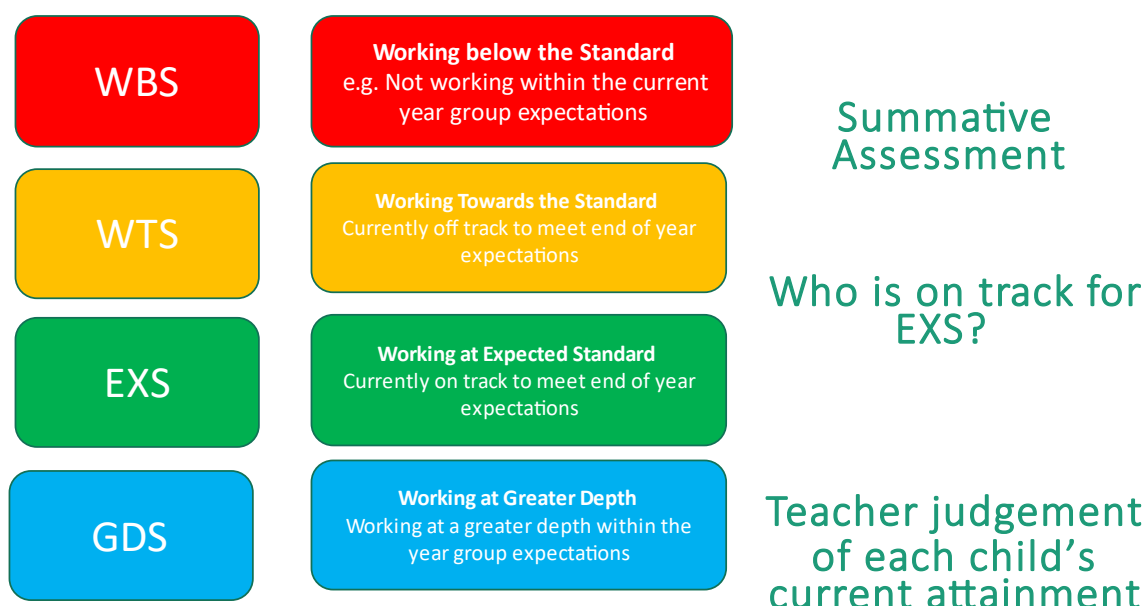 WBS
Working below the Standard
e.g. Not working within the current
year group expectations
WTS
Working Towards the Standard
Currently off track to meet end of year
expectations
EXS
Working at Expected Standard
Currently on track to meet end of year
expectations
GDS
Working at Greater Depth
Working at a greater depth within the
year group expectations
Summative
Assessment
Who is on track for
EXS?
Teacher judgement
of each child’s
current attainment